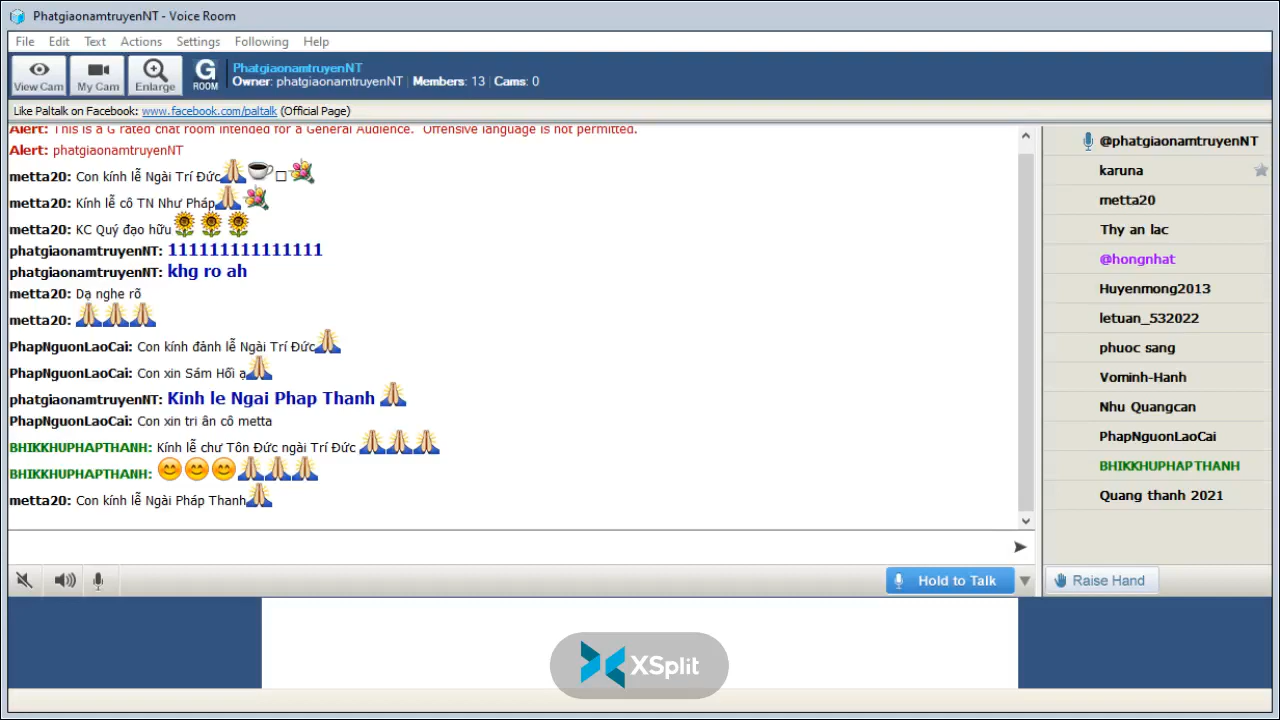 PhatgiaonamtruyenNT - Voice Room
File Edit Text Actions Settings Following Help
View Cam My Cam Enlarge G ROOM
PhatgiaonamtruyenNT
Owner: phatgiaonamtruyenNT | Members: 13 | Cams: 0
Like Paltalk on Facebook: www.facebook.com/paltalk (Official Page)
Alert: This is a G rated chat room intended for a General Audience. Offensive language is not permitted.
Alert: phatgiaonamtruyenNT
metta20: Con kính lễ Ngài Trí Đức
metta20: Kính lễ cô TN Như Pháp
metta20: KC Quý đạo hữu
phatgiaonamtruyenNT: 111111111111111
phatgiaonamtruyenNT: khg ro ah
metta20: Dạ nghe rõ
metta20:
PhapNguonLaoCai: Con kính đảnh lễ Ngài Trí Đức
PhapNguonLaoCai: Con xin Sám Hối ạ
phatgiaonamtruyenNT: Kinh le Ngai Phap Thanh
PhapNguonLaoCai: Con xin tri ân cô metta
BHIKKHUPHAPTHANH: Kính lễ chư Tôn Đức ngài Trí Đức
BHIKKHUPHAPTHANH:
metta20: Con kính lễ Ngài Pháp Thanh
@phatgiaonamtruyenNT
karuna
metta20
Thy an lac
@hongnhat
Huyenmong2013
letuan_532022
phuoc sang
Vominh-Hanh
Nhu Quangcan
PhapNguonLaoCai
BHIKKHUPHAPTHANH
Quang thanh 2021
Hold to Talk
Raise Hand
XSplit